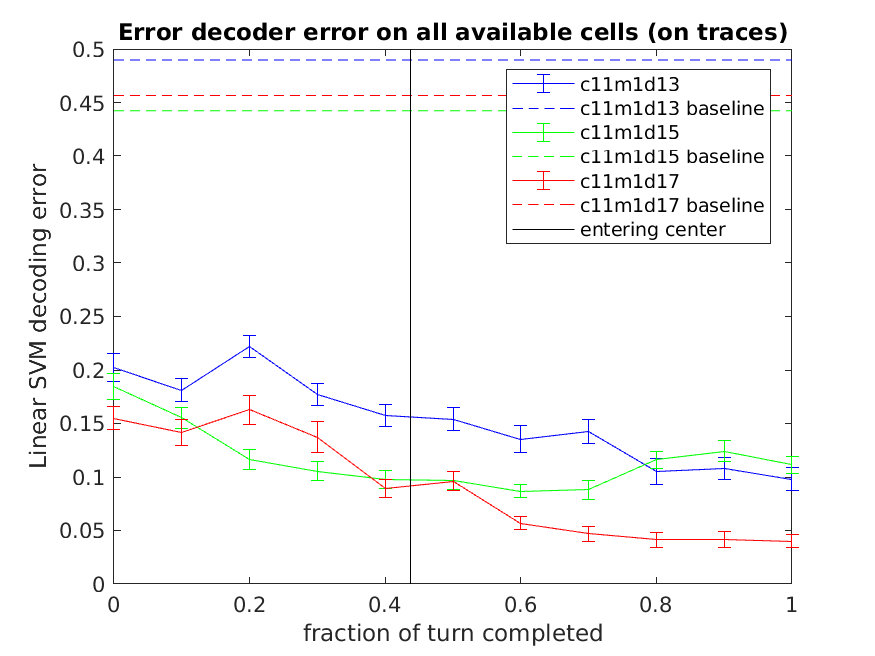 Error decoder error on all available cells (on traces)
0.5
0.45
0.4
0.35
0.3
0.25
0.2
0.15
0.1
0.05
0
Linear SVM decoding error
c11m1d13
c11m1d13 baseline
c11m1d15
c11m1d15 baseline
c11m1d17
c11m1d17 baseline
entering center
0 0.2 0.4 0.6 0.8 1
fraction of turn completed